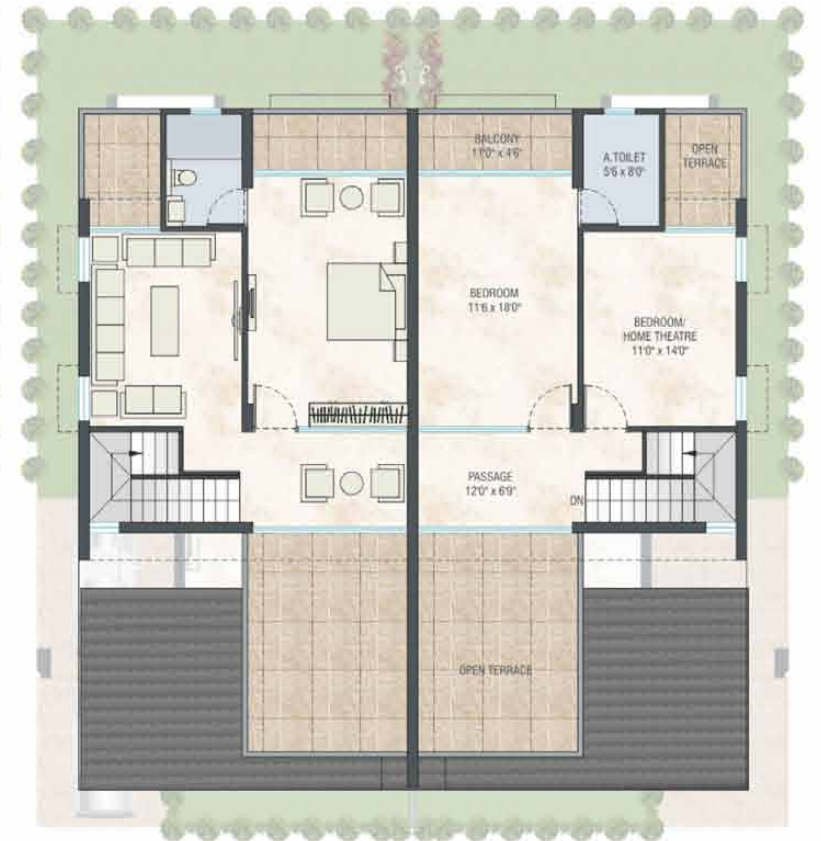 BALCONY
11'0" x 4'6"
A.TOILET
5'6 x 8'0"
OPEN
TERRACE
BEDROOM
11'6 x 18'0"
BEDROOM/
HOME THEATRE
11'0" x 14'0"
PASSAGE
12'0" x 6'9"
DN
OPEN TERRACE